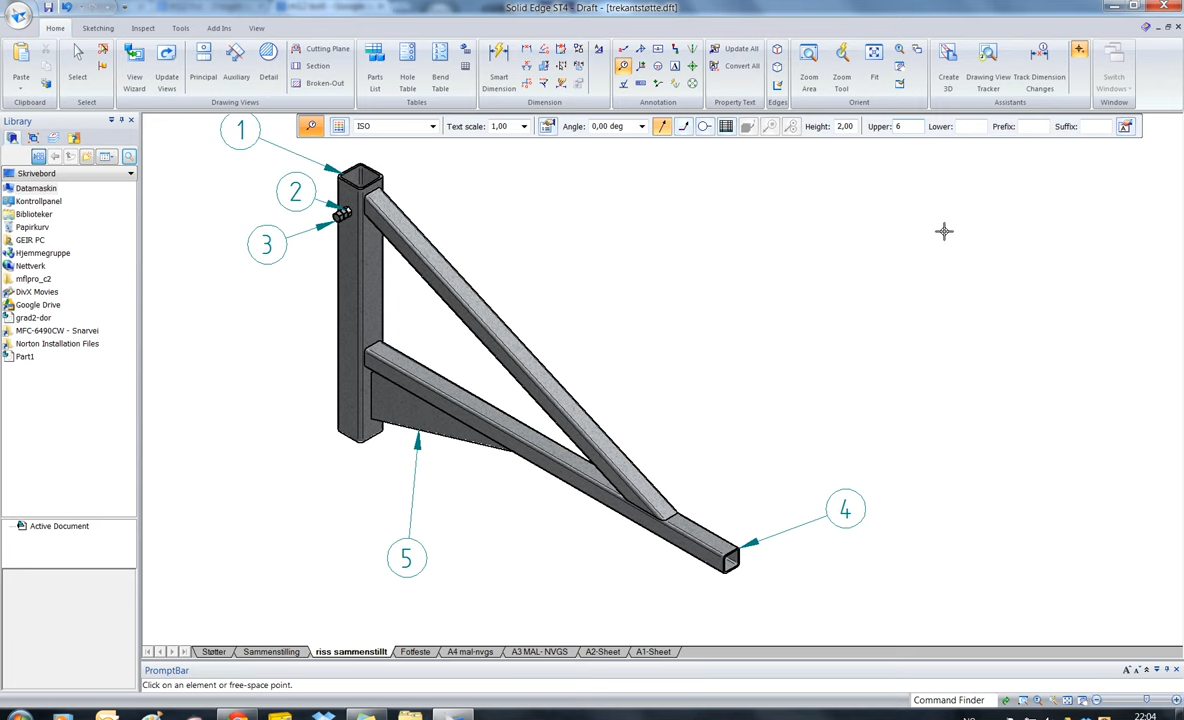 Solid Edge ST4 - Draft - [trekantstøtte.dft]
Home Sketching Inspect Tools Add Ins View
Paste Select View Wizard Update Views Principal Auxiliary Detail Cutting Plane Section Broken-Out Parts List Hole Table Bend Table Smart Dimension Update All Convert All Zoom Area Zoom Tool Fit Create 3D Drawing View Tracker Track Dimension Changes Switch Windows
Clipboard Select Drawing Views Tables Dimension Annotation Property Text Edges Orient Assistants Window
Library
ISO Text scale: 1,00 Angle: 0,00 deg Height: 2,00 Upper: 6 Lower: Prefix: Suffix:
Skrivebord
Datamaskin
Kontrollpanel
Biblioteker
Papirkurv
GEIR PC
Hjemmegruppe
Nettverk
mflpro_c2
DivX Movies
Google Drive
grad2-dor
MFC-6490CW - Snarvei
Norton Installation Files
Part1
Active Document
1
2
3
4
5
Støtter Sammenstilling riss sammenstillt Fotfeste A4 mal-nvgs A3 MAL- NVGS A2-Sheet A1-Sheet
PromptBar
Click on an element or free-space point.
Command Finder
22:04